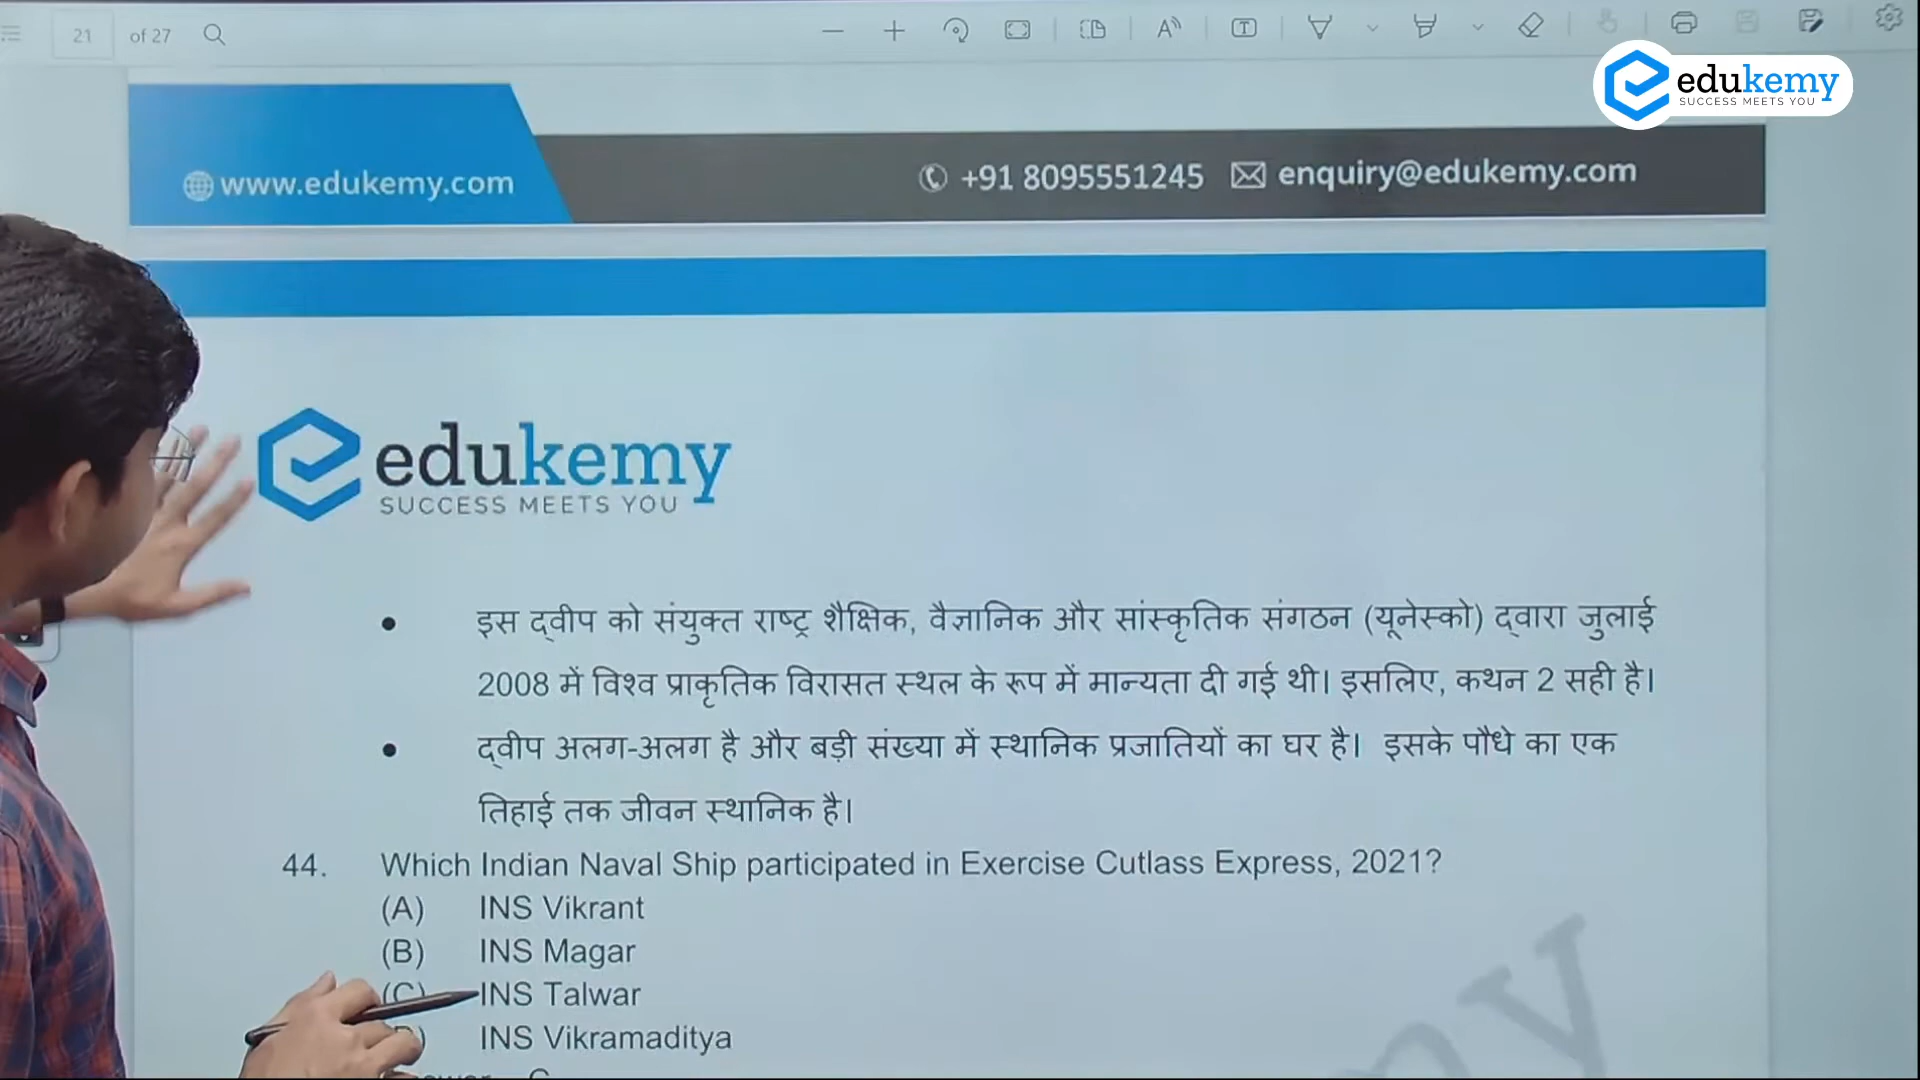 21 of 27
edukemy
SUCCESS MEETS YOU
www.edukemy.com +91 8095551245 enquiry@edukemy.com
edukemy
SUCCESS MEETS YOU
• इस द्वीप को संयुक्त राष्ट्र शैक्षिक, वैज्ञानिक और सांस्कृतिक संगठन (यूनेस्को) द्वारा जुलाई
2008 में विश्व प्राकृतिक विरासत स्थल के रूप में मान्यता दी गई थी। इसलिए, कथन 2 सही है।
• द्वीप अलग-अलग है और बड़ी संख्या में स्थानिक प्रजातियों का घर है। इसके पौधे का एक
तिहाई तक जीवन स्थानिक है।
44. Which Indian Naval Ship participated in Exercise Cutlass Express, 2021?
(A) INS Vikrant
(B) INS Magar
(C) INS Talwar
INS Vikramaditya